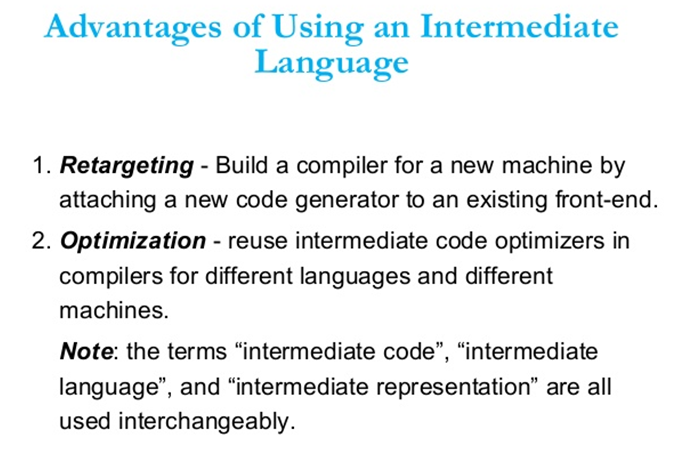 Advantages of Using an Intermediate
Language
1. Retargeting - Build a compiler for a new machine by
attaching a new code generator to an existing front-end.
2. Optimization - reuse intermediate code optimizers in
compilers for different languages and different
machines.
Note: the terms “intermediate code”, “intermediate
language”, and “intermediate representation” are all
used interchangeably.